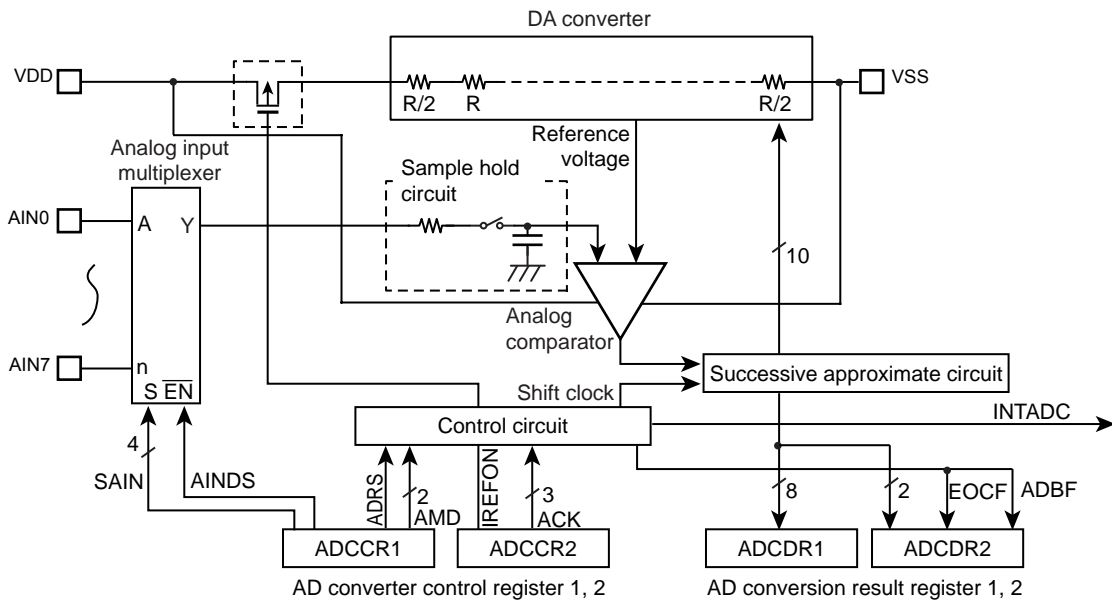 DA converter
VDD
R/2
R
R/2
VSS
Analog input
multiplexer
Reference
voltage
Sample hold
circuit
AIN0
A
Y
10
Analog
comparator
AIN7
n
S EN
Shift clock
Successive approximate circuit
INTADC
Control circuit
4
SAIN
AINDS
ADRS
2
AMD
IREFON
3
ACK
8
2
EOCF
ADBF
ADCCR1
ADCCR2
ADCDR1
ADCDR2
AD converter control register 1, 2
AD conversion result register 1, 2